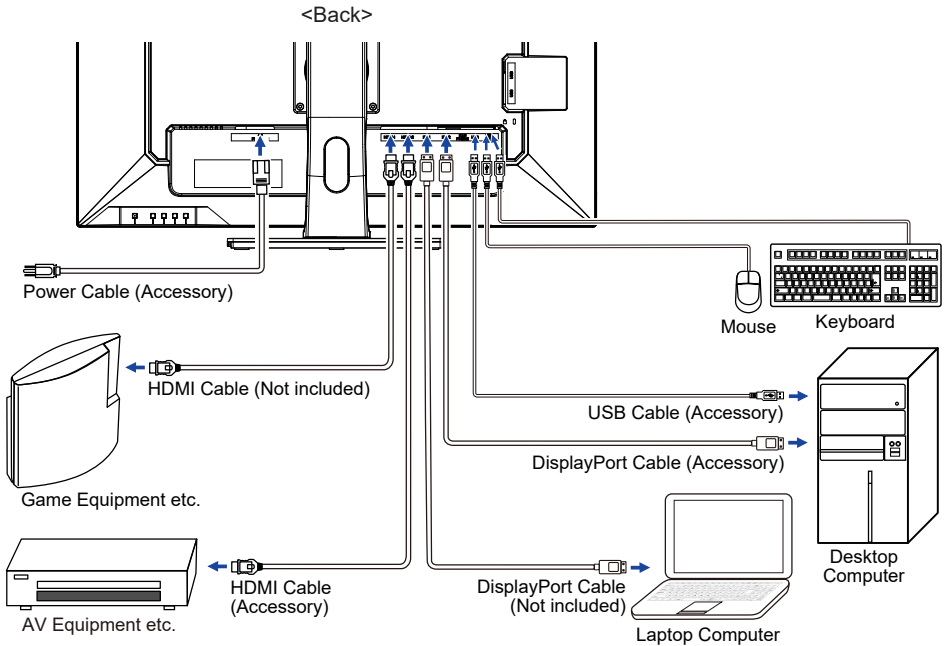 <Back>
Power Cable (Accessory)
Mouse
Keyboard
HDMI Cable (Not included)
USB Cable (Accessory)
DisplayPort Cable (Accessory)
Game Equipment etc.
Desktop
Computer
HDMI Cable
(Accessory)
DisplayPort Cable
(Not included)
AV Equipment etc.
Laptop Computer